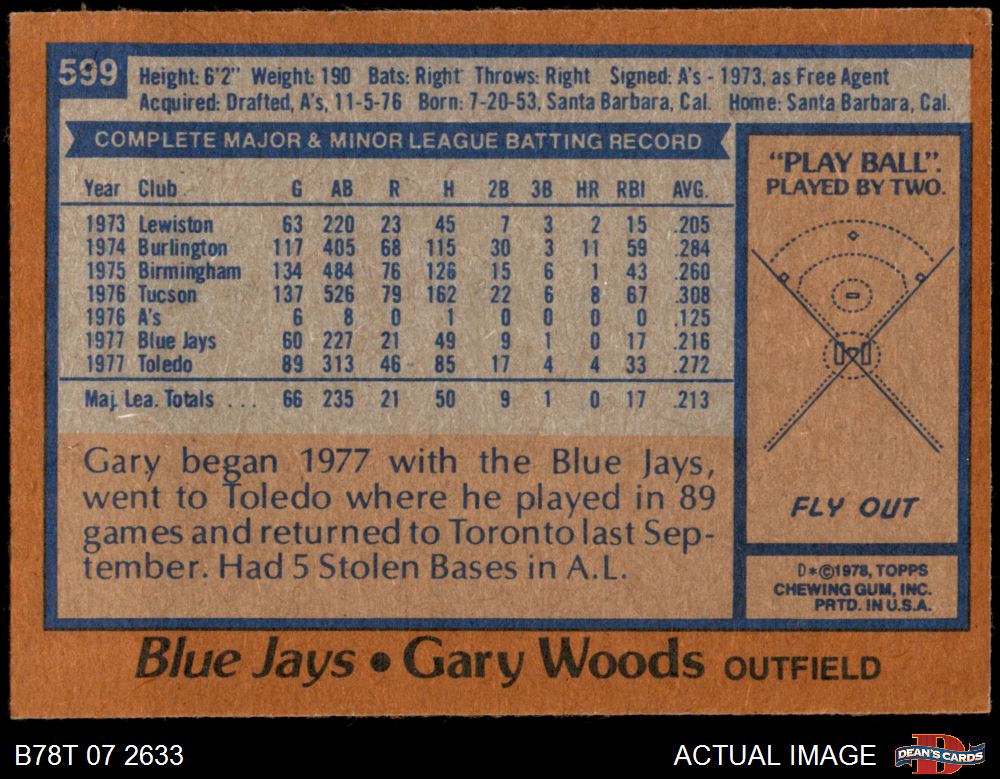 599
Height: 6'2" Weight: 190 Bats: Right Throws: Right Signed: A's - 1973, as Free Agent
Acquired: Drafted, A's, 11-5-76 Born: 7-20-53, Santa Barbara, Cal. Home: Santa Barbara, Cal.
COMPLETE MAJOR & MINOR LEAGUE BATTING RECORD
Year Club G AB R H 2B 3B HR RBI AVG.
1973 Lewiston 63 220 23 45 7 3 2 15 .205
1974 Burlington 117 405 68 115 30 3 11 59 .284
1975 Birmingham 134 484 76 126 15 6 1 43 .260
1976 Tucson 137 526 79 162 22 6 8 67 .308
1976 A's 6 8 0 1 0 0 0 0 .125
1977 Blue Jays 60 227 21 49 9 1 0 17 .216
1977 Toledo 89 313 46 85 17 4 4 33 .272
Maj. Lea. Totals ... 66 235 21 50 9 1 0 17 .213
Gary began 1977 with the Blue Jays,
went to Toledo where he played in 89
games and returned to Toronto last Sep-
tember. Had 5 Stolen Bases in A.L.
"PLAY BALL".
PLAYED BY TWO.
FLY OUT
D*©1978, TOPPS
CHEWING GUM, INC.
PRTD. IN U.S.A.
Blue Jays • Gary Woods OUTFIELD
B78T 07 2633
ACTUAL IMAGE
D
DEAN'S CARDS